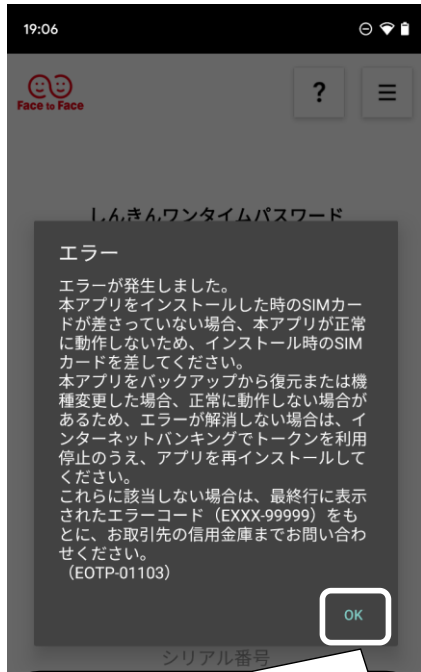 19:06
Face to Face
?
しんきんワンタイムパスワード
エラー
エラーが発生しました。
本アプリをインストールした時のSIMカー
ドが差さっていない場合、本アプリが正常
に動作しないため、インストール時のSIM
カードを差してください。
本アプリをバックアップから復元または機
種変更した場合、正常に動作しない場合が
あるため、エラーが解消しない場合は、イ
ンターネットバンキングでトークンを利用
停止のうえ、アプリを再インストールして
ください。
これらに該当しない場合は、最終行に表示
されたエラーコード（EXXX-99999）をも
とに、お取引先の信用金庫までお問い合わ
せください。
（EOTP-01103）
OK
シリアル番号